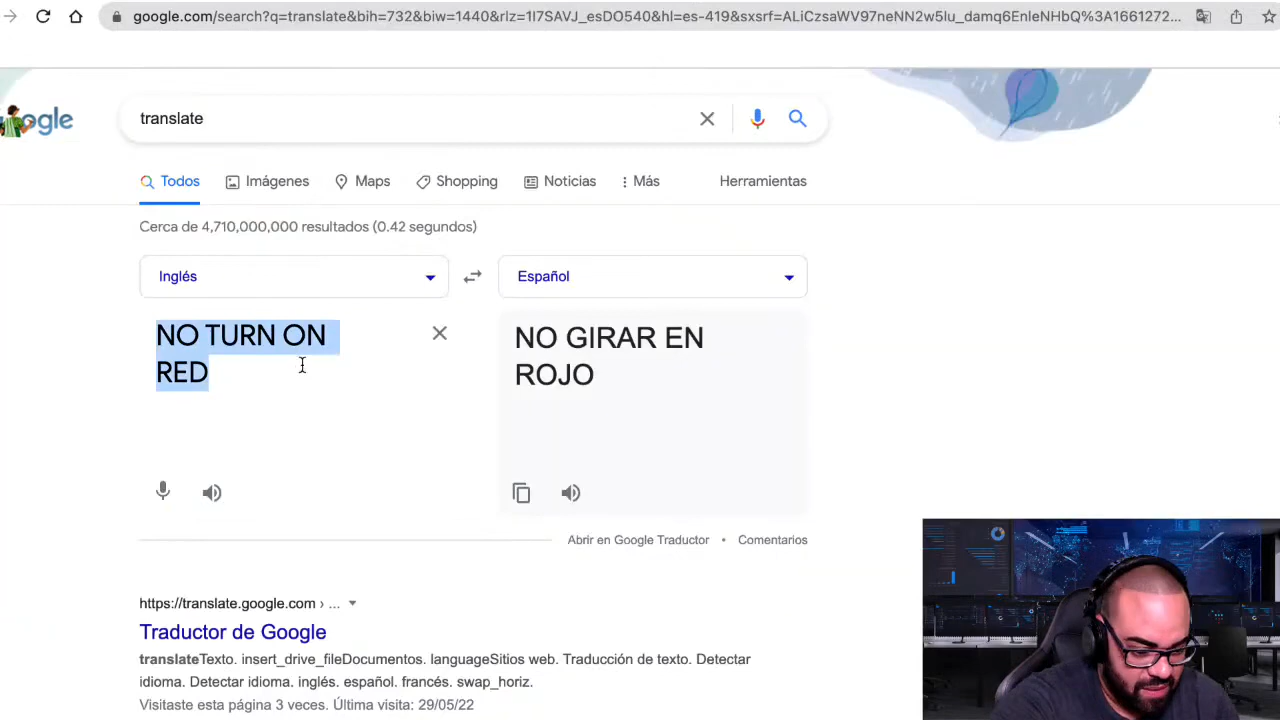 google.com/search?q=translate&bih=732&biw=1440&rlz=1I7SAVJ_esDO540&hl=es-419&sxsrf=ALiCzsaWV97neNN2w5lu_damq6EnleNHbQ%3A1661272...
ogle
translate
Todos Imágenes Maps Shopping Noticias Más Herramientas
Cerca de 4,710,000,000 resultados (0.42 segundos)
Inglés Español
NO TURN ON
RED
NO GIRAR EN
ROJO
Abrir en Google Traductor • Comentarios
https://translate.google.com › ...
Traductor de Google
translateTexto. insert_drive_fileDocumentos. languageSitios web. Traducción de texto. Detectar
idioma. Detectar idioma. inglés. español. francés. swap_horiz.
Visitaste esta página 3 veces. Última visita: 29/05/22